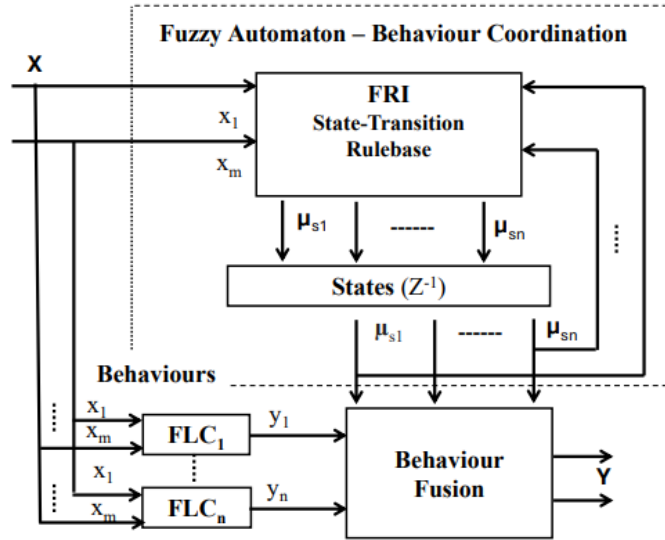 Fuzzy Automaton – Behaviour Coordination
X
FRI
State-Transition
Rulebase
x1
xm
μs1
------
μsn
States (Z-1)
μs1
------
μsn
Behaviours
x1
xm
FLC1
y1
x1
xm
FLCn
yn
Behaviour
Fusion
Y